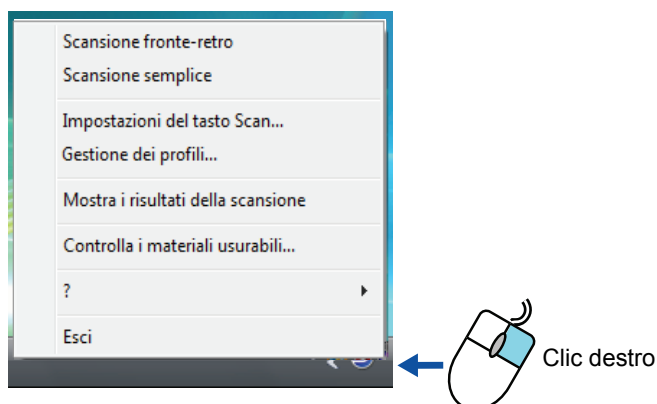 Scansione fronte-retro
Scansione semplice
Impostazioni del tasto Scan...
Gestione dei profili...
Mostra i risultati della scansione
Controlla i materiali usurabili...
?
Esci
Clic destro